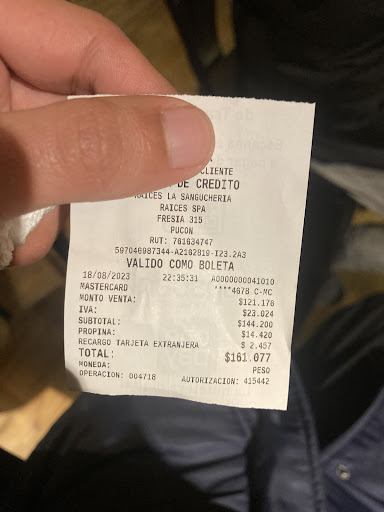 CLIENTE
DE CREDITO
RAICES LA SANGUCHERIA
RAICES SPA
FRESIA 315
PUCON
RUT: 761634747
597046987344-A2162819-I23.2A3
VALIDO COMO BOLETA
18/08/2023 22:35:31 A0000000041010
MASTERCARD ****4678 C-MC
MONTO VENTA: $121.176
IVA: $23.024
SUBTOTAL: $144.200
PROPINA: $14.420
RECARGO TARJETA EXTRANJERA $ 2.457
TOTAL: $161.077
MONEDA: PESO
OPERACION: 004718 AUTORIZACION: 415442